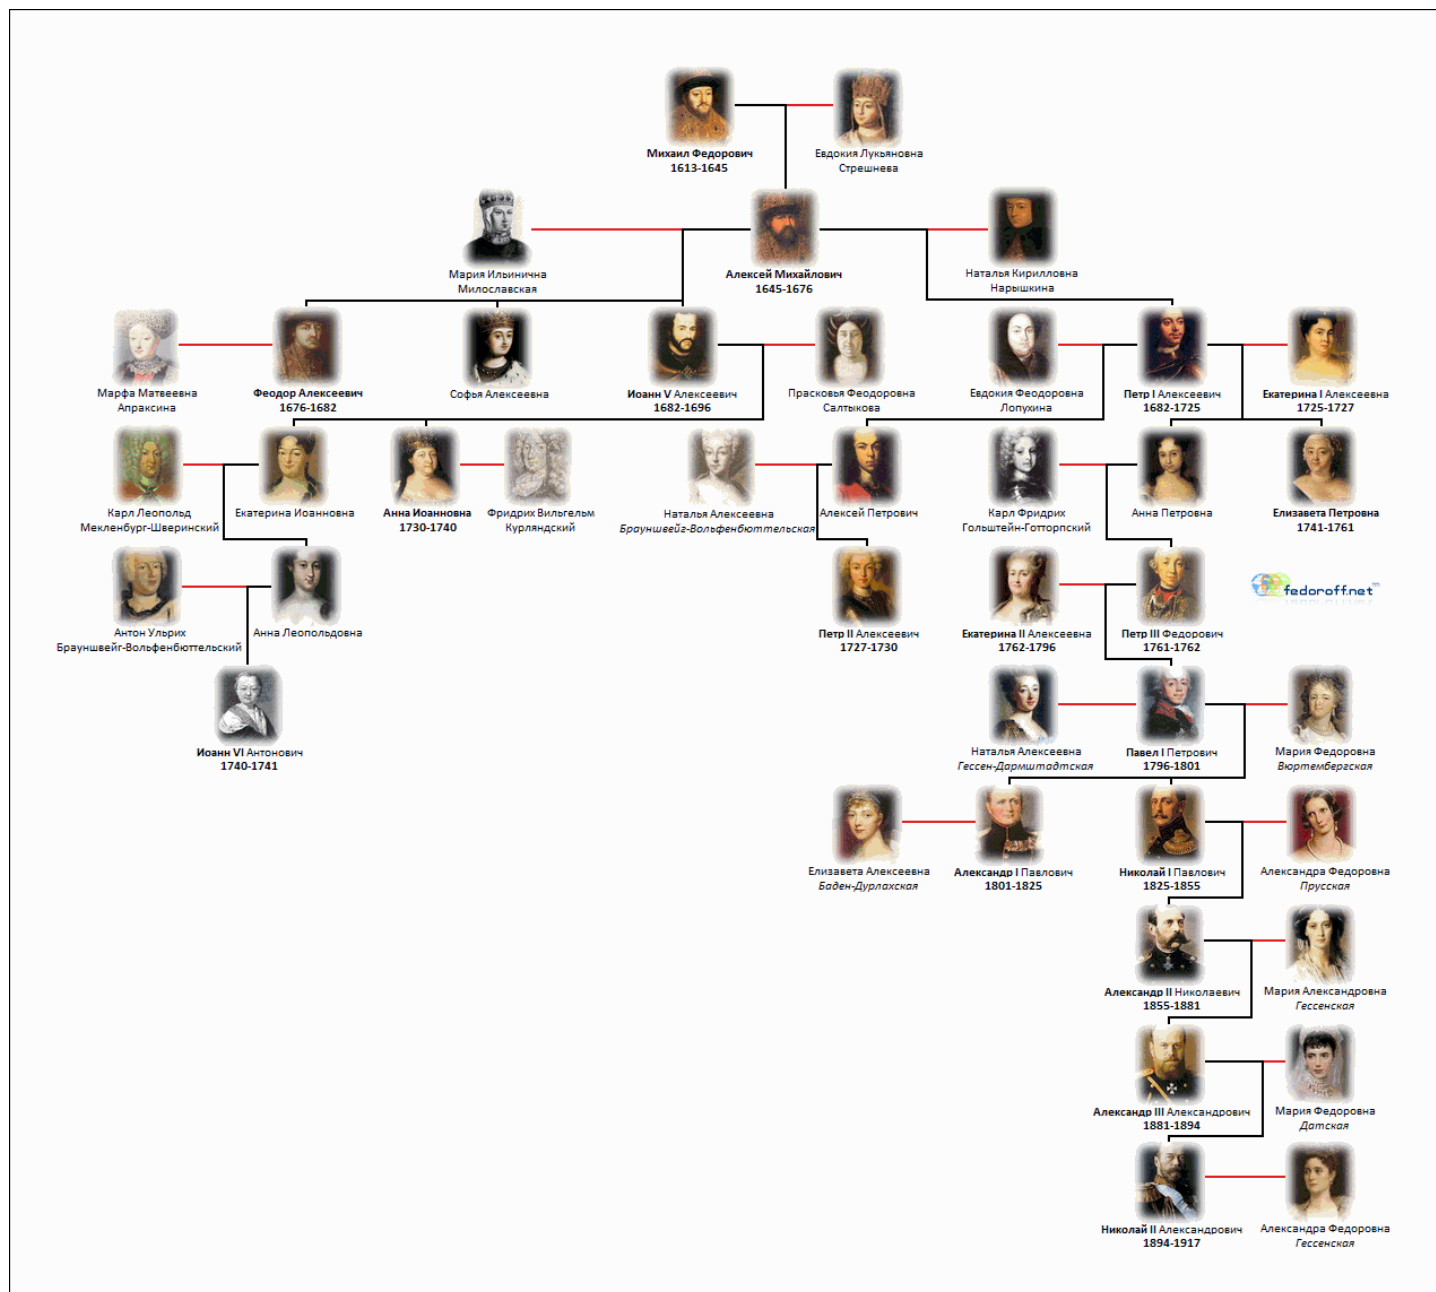 Михаил Федорович
1613-1645
Евдокия Лукьяновна
Стрешнева
Мария Ильинична
Милославская
Алексей Михайлович
1645-1676
Наталья Кирилловна
Нарышкина
Марфа Матвеевна
Апраксина
Феодор Алексеевич
1676-1682
Софья Алексеевна
Иоанн V Алексеевич
1682-1696
Прасковья Феодоровна
Салтыкова
Евдокия Феодоровна
Лопухина
Петр I Алексеевич
1682-1725
Екатерина I Алексеевна
1725-1727
Карл Леопольд
Мекленбург-Шверинский
Екатерина Иоанновна
Анна Иоанновна
1730-1740
Фридрих Вильгельм
Курляндский
Наталья Алексеевна
Брауншвейг-Вольфенбюттельская
Алексей Петрович
Карл Фридрих
Гольштейн-Готторпский
Анна Петровна
Елизавета Петровна
1741-1761
Антон Ульрих
Брауншвейг-Вольфенбюттельский
Анна Леопольдовна
Петр II Алексеевич
1727-1730
Екатерина II Алексеевна
1762-1796
Петр III Федорович
1761-1762
fedoroff.net™
Иоанн VI Антонович
1740-1741
Наталья Алексеевна
Гессен-Дармштадтская
Павел I Петрович
1796-1801
Мария Федоровна
Вюртембергская
Елизавета Алексеевна
Баден-Дурлахская
Александр I Павлович
1801-1825
Николай I Павлович
1825-1855
Александра Федоровна
Прусская
Александр II Николаевич
1855-1881
Мария Александровна
Гессенская
Александр III Александрович
1881-1894
Мария Федоровна
Датская
Николай II Александрович
1894-1917
Александра Федоровна
Гессенская